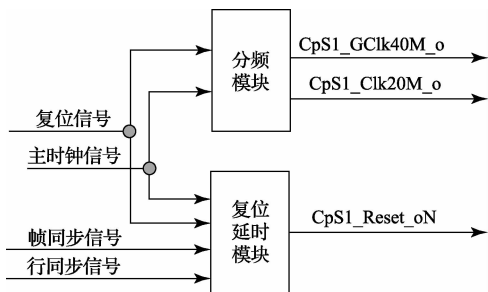 分频
模块
CpS1_GClk40M_o
CpS1_Clk20M_o
复位信号
主时钟信号
复位
延时
模块
CpS1_Reset_oN
帧同步信号
行同步信号